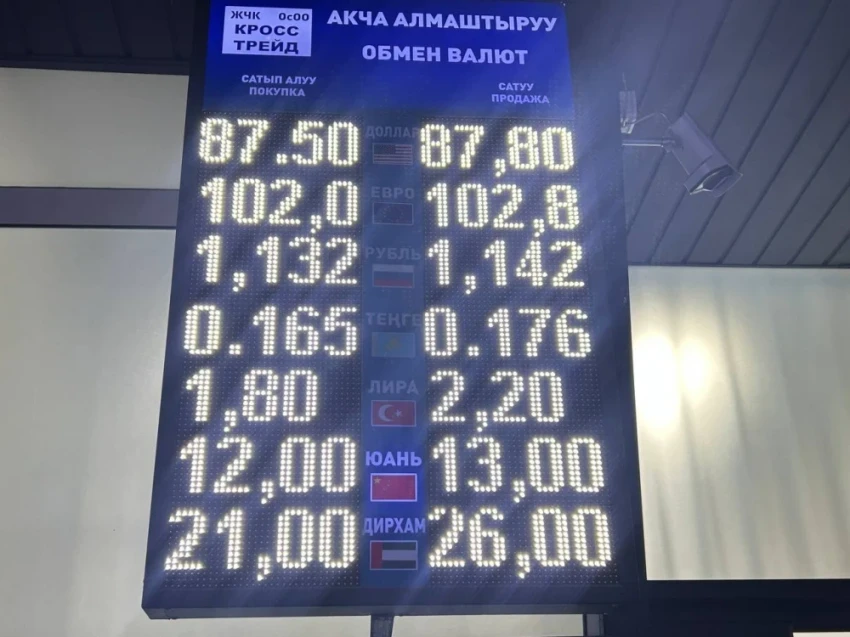 ЖЧК ОсОО
КРОСС
ТРЕЙД
АКЧА АЛМАШТЫРУУ
ОБМЕН ВАЛЮТ
САТЫП АЛУУ
ПОКУПКА
САТУУ
ПРОДАЖА
87.50 ДОЛЛАР 87,80
102,0 ЕВРО 102,8
1,132 РУБЛЬ 1,142
0.165 ТЕҢГЕ 0.176
1,80 ЛИРА 2,20
12,00 ЮАНЬ 13,00
21,00 ДИРХАМ 26,00